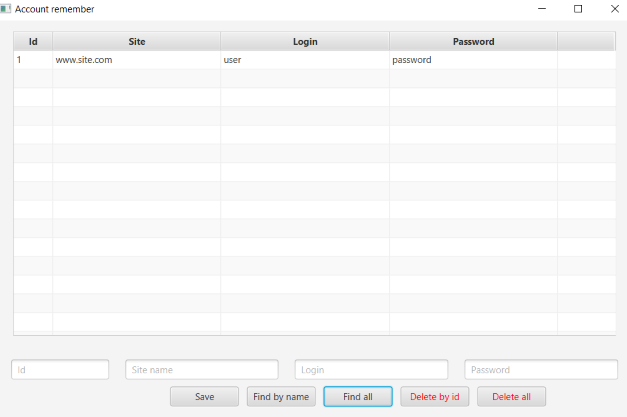 Account remember
Id Site Login Password
1 www.site.com user password
Id Site name Login Password
Save Find by name Find all Delete by id Delete all